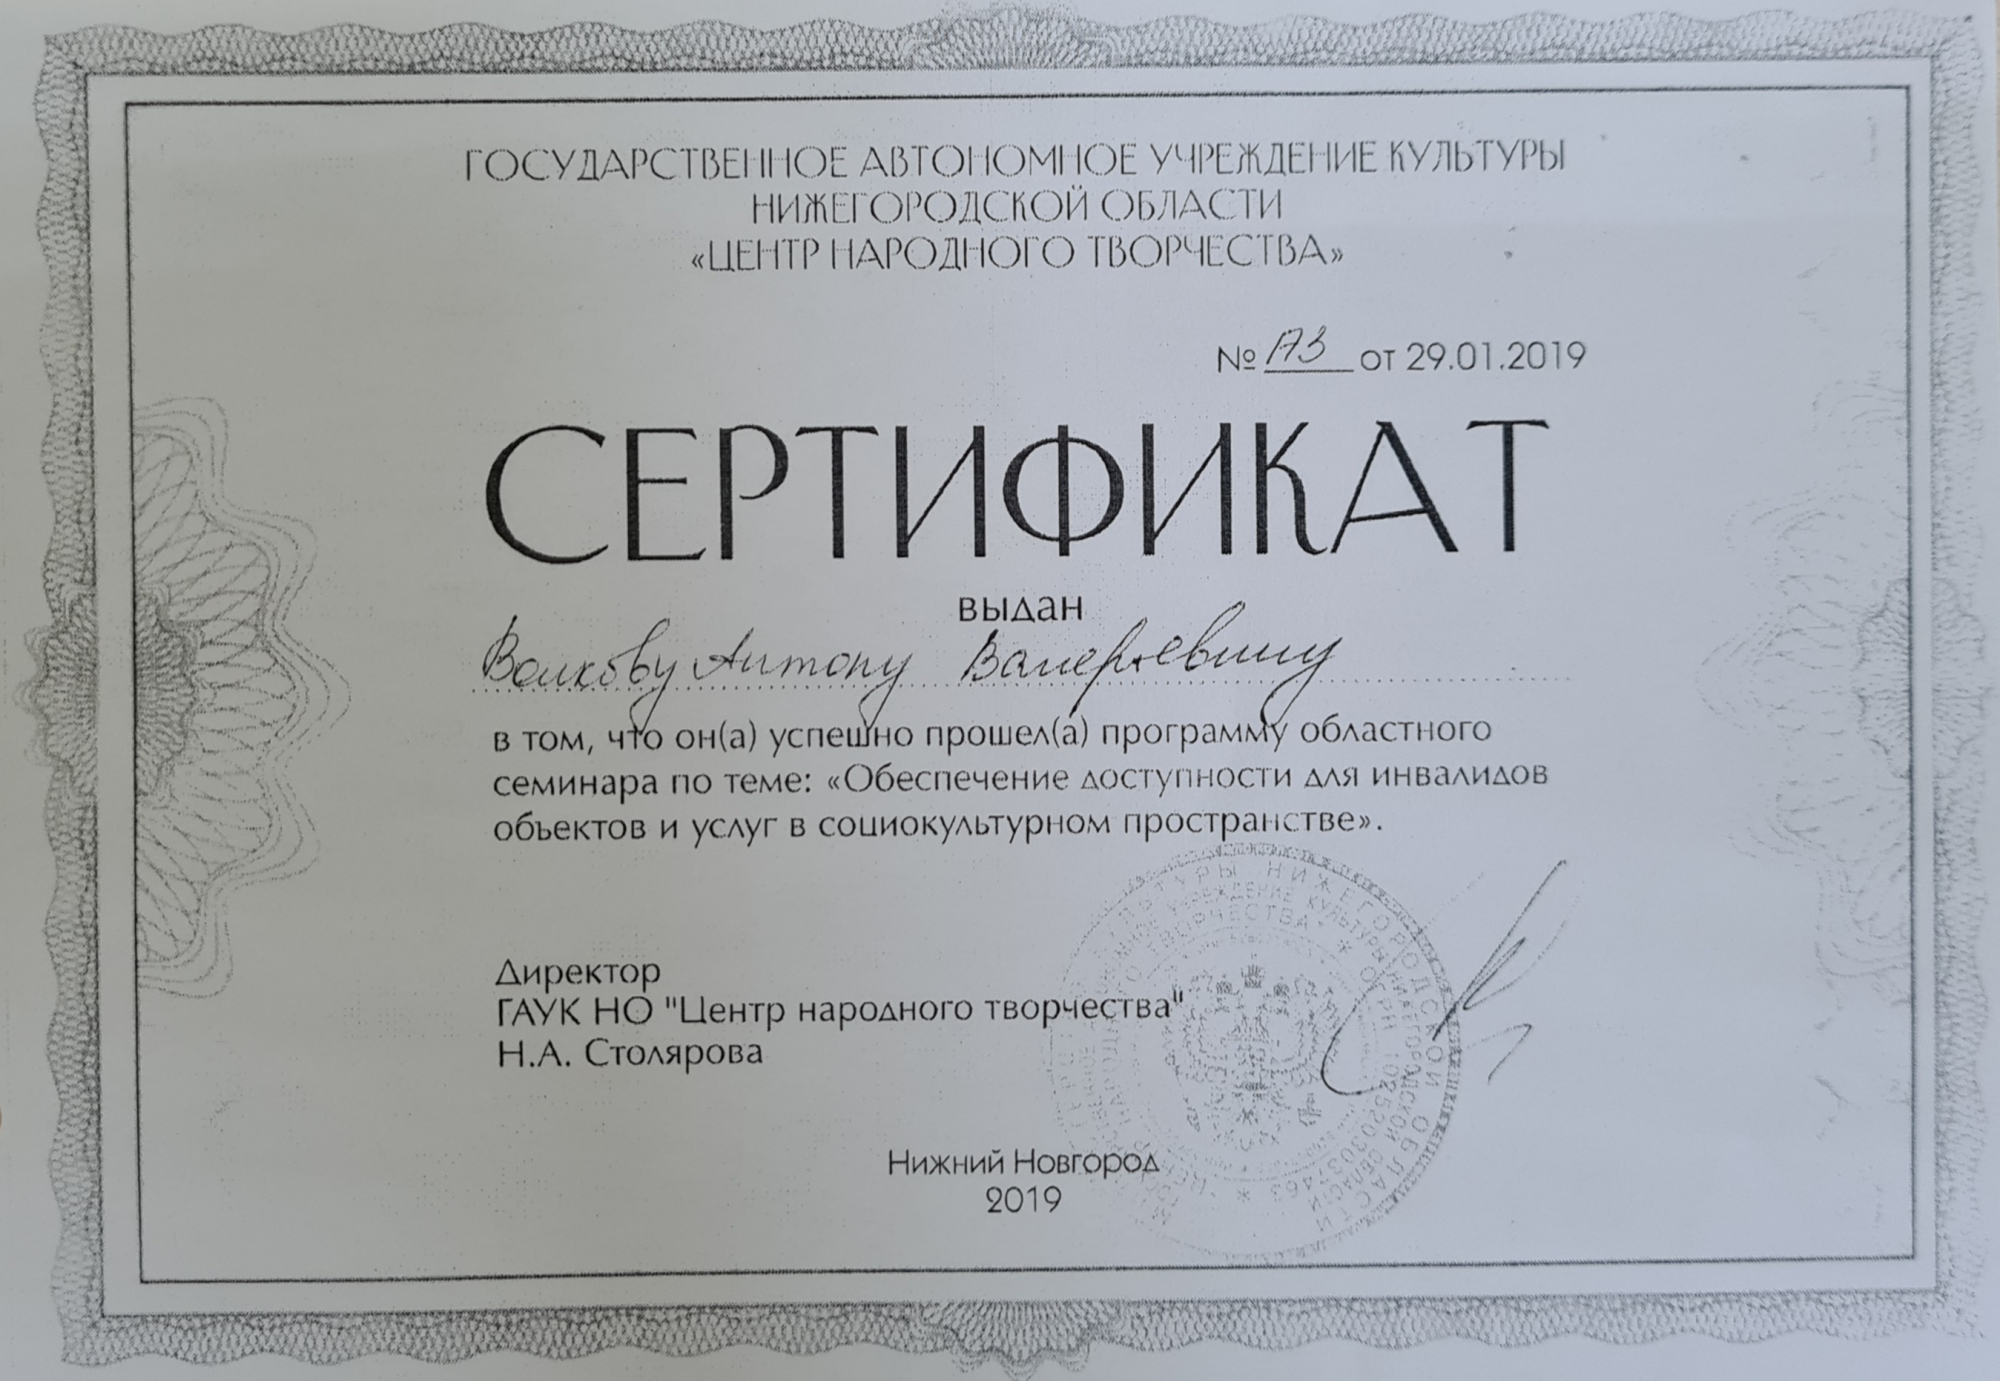 ГОСУДАРСТВЕННОЕ АВТОНОМНОЕ УЧРЕЖДЕНИЕ КУЛЬТУРЫ
НИЖЕГОРОДСКОЙ ОБЛАСТИ
«ЦЕНТР НАРОДНОГО ТВОРЧЕСТВА»
№ 173 от 29.01.2019
СЕРТИФИКАТ
выдан
Волкову Антону Валерьевичу
в том, что он(а) успешно прошел(а) программу областного
семинара по теме: «Обеспечение доступности для инвалидов
объектов и услуг в социокультурном пространстве».
Директор
ГАУК НО "Центр народного творчества"
Н.А. Столярова
Нижний Новгород
2019